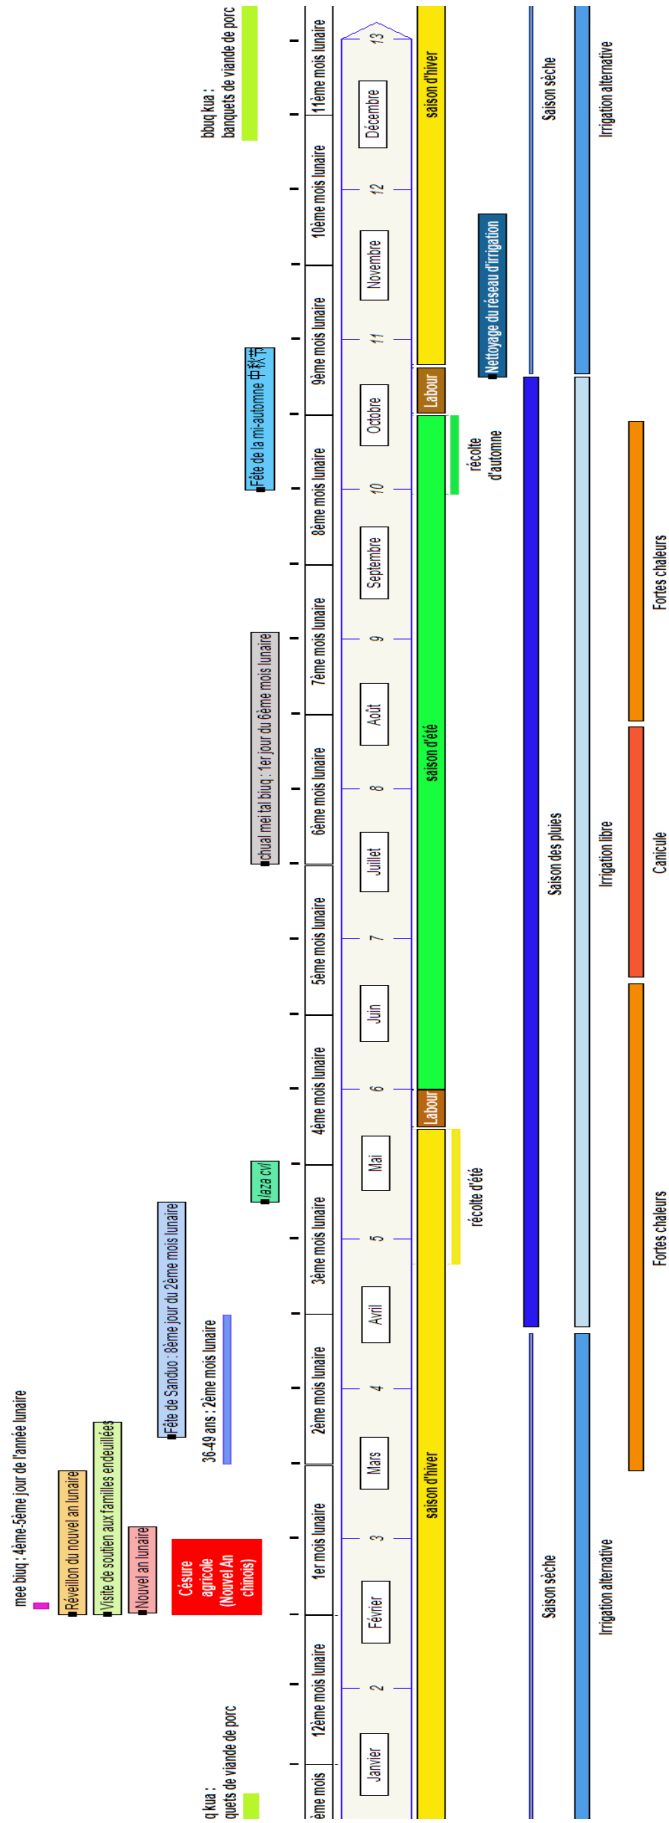 mee biuq : 4ème-5ème jour de l'année lunaire
Réveillon du nouvel an lunaire
Visite de soutien aux familles endeuillées
Nouvel an lunaire
Fête de Sanduo : 8ème jour du 2ème mois lunaire
Césure
agricole
(Nouvel An
chinois)
36-49 ans : 2ème mois lunaire
q kua :
quets de viande de porc
bbuq kua :
banquets de viande de porc
laza cvl
chual mei tal biuq : 1er jour du 6ème mois lunaire
Fête de la mi-automne 中秋节
ème mois
12ème mois lunaire
1er mois lunaire
2ème mois lunaire
3ème mois lunaire
4ème mois lunaire
5ème mois lunaire
6ème mois lunaire
7ème mois lunaire
8ème mois lunaire
9ème mois lunaire
10ème mois lunaire
11ème mois lunaire
Janvier
2
Février
3
Mars
4
Avril
5
Mai
6
Juin
7
Juillet
8
Août
9
Septembre
10
Octobre
11
Novembre
12
Décembre
13
saison d'hiver
Labour
saison d'été
Labour
saison d'hiver
récolte d'été
récolte
d'automne
Nettoyage du réseau d'irrigation
Saison sèche
Saison des pluies
Saison sèche
Irrigation alternative
Irrigation libre
Irrigation alternative
Fortes chaleurs
Canicule
Fortes chaleurs